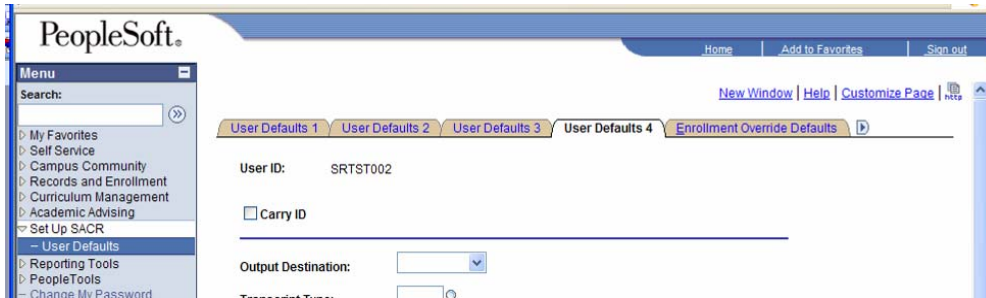 PeopleSoft.
Home | Add to Favorites | Sign out
Menu
Search:
New Window | Help | Customize Page | http
My Favorites
Self Service
Campus Community
Records and Enrollment
Curriculum Management
Academic Advising
Set Up SACR
– User Defaults
Reporting Tools
PeopleTools
– Change My Password
User Defaults 1 User Defaults 2 User Defaults 3 User Defaults 4 Enrollment Override Defaults
User ID: SRTST002
Carry ID
Output Destination:
Transcript Type: